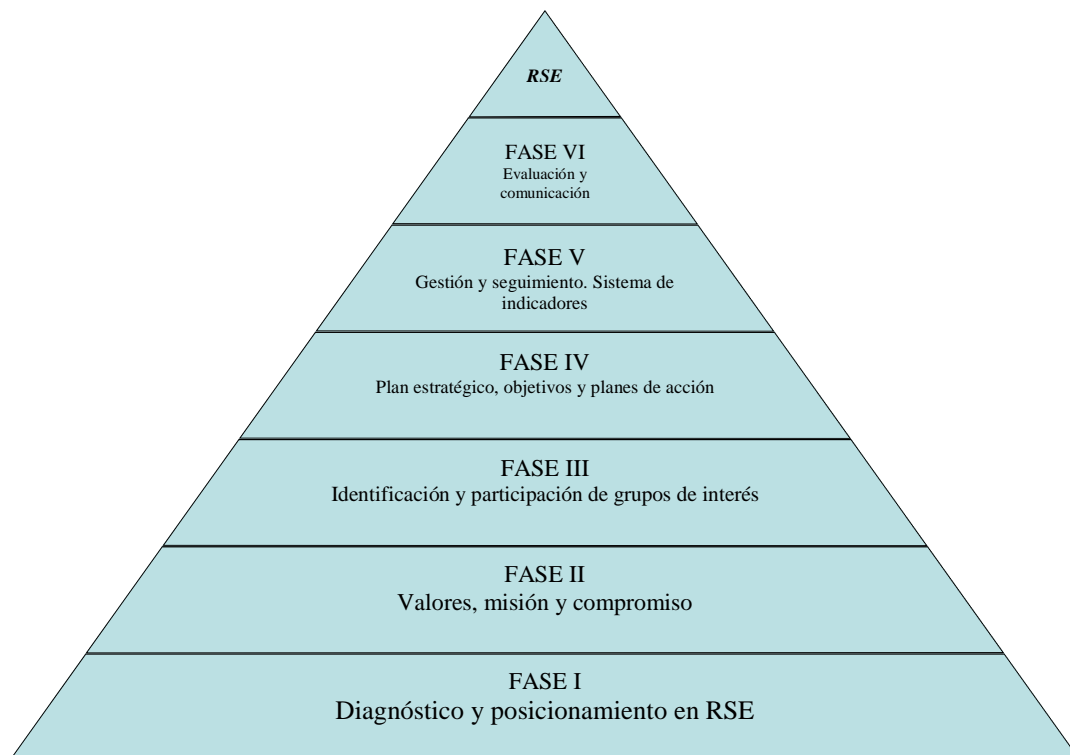 RSE
FASE VI
Evaluación y
comunicación
FASE V
Gestión y seguimiento. Sistema de
indicadores
FASE IV
Plan estratégico, objetivos y planes de acción
FASE III
Identificación y participación de grupos de interés
FASE II
Valores, misión y compromiso
FASE I
Diagnóstico y posicionamiento en RSE